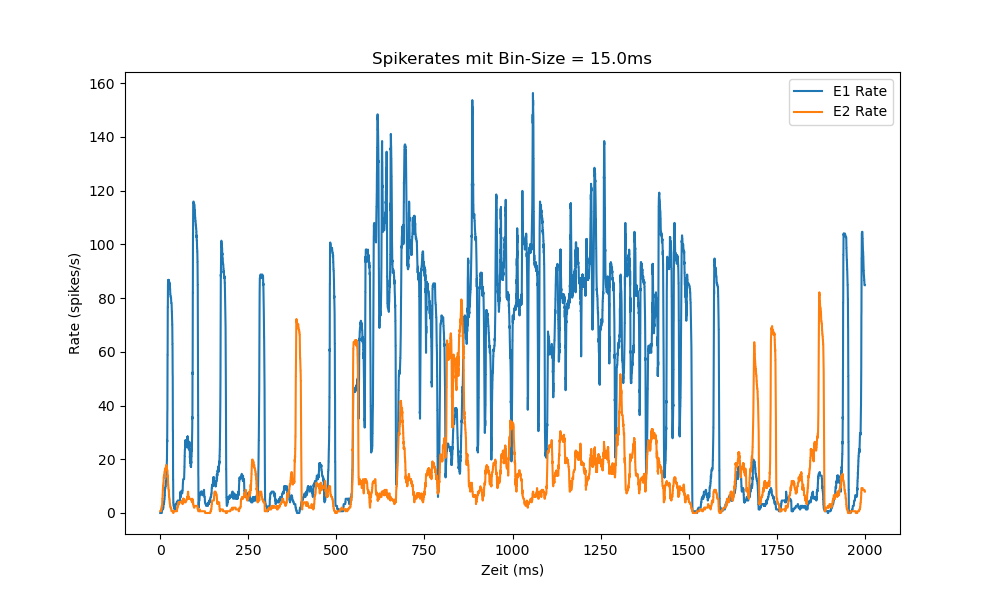 Spikerates mit Bin-Size = 15.0ms
E1 Rate
E2 Rate
Rate (spikes/s)
160
140
120
100
80
60
40
20
0
0 250 500 750 1000 1250 1500 1750 2000
Zeit (ms)